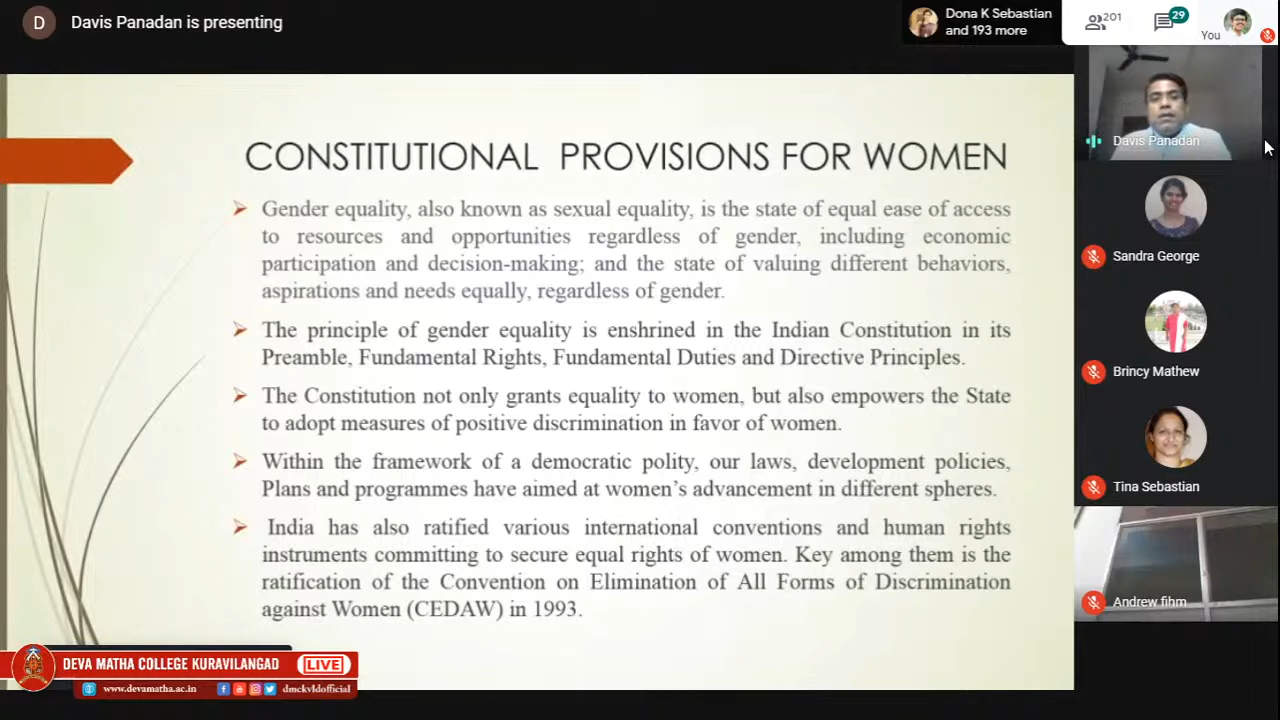 D Davis Panadan is presenting
Dona K Sebastian
and 193 more
201
29
You
CONSTITUTIONAL PROVISIONS FOR WOMEN
Gender equality, also known as sexual equality, is the state of equal ease of access
to resources and opportunities regardless of gender, including economic
participation and decision-making; and the state of valuing different behaviors,
aspirations and needs equally, regardless of gender.
The principle of gender equality is enshrined in the Indian Constitution in its
Preamble, Fundamental Rights, Fundamental Duties and Directive Principles.
The Constitution not only grants equality to women, but also empowers the State
to adopt measures of positive discrimination in favor of women.
Within the framework of a democratic polity, our laws, development policies,
Plans and programmes have aimed at women's advancement in different spheres.
India has also ratified various international conventions and human rights
instruments committing to secure equal rights of women. Key among them is the
ratification of the Convention on Elimination of All Forms of Discrimination
against Women (CEDAW) in 1993.
Davis Panadan
Sandra George
Brincy Mathew
Tina Sebastian
Andrew fihm
DEVA MATHA COLLEGE KURAVILANGAD LIVE
www.devamatha.ac.in dmckvldofficial